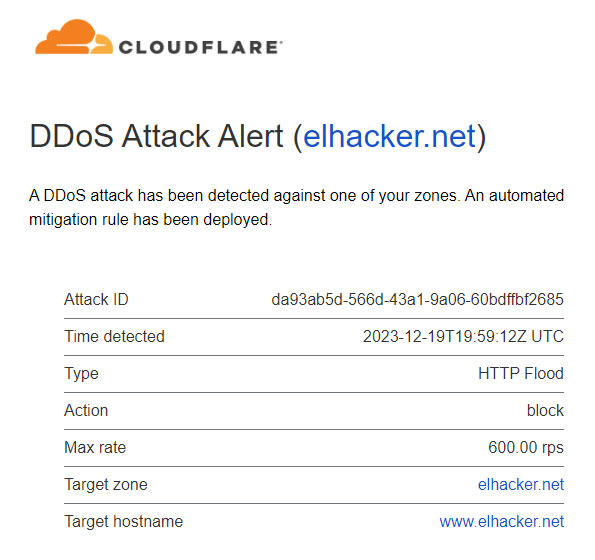 CLOUDFLARE
DDoS Attack Alert (elhacker.net)
A DDoS attack has been detected against one of your zones. An automated
mitigation rule has been deployed.
Attack ID da93ab5d-566d-43a1-9a06-60bdffbf2685
Time detected 2023-12-19T19:59:12Z UTC
Type HTTP Flood
Action block
Max rate 600.00 rps
Target zone elhacker.net
Target hostname www.elhacker.net